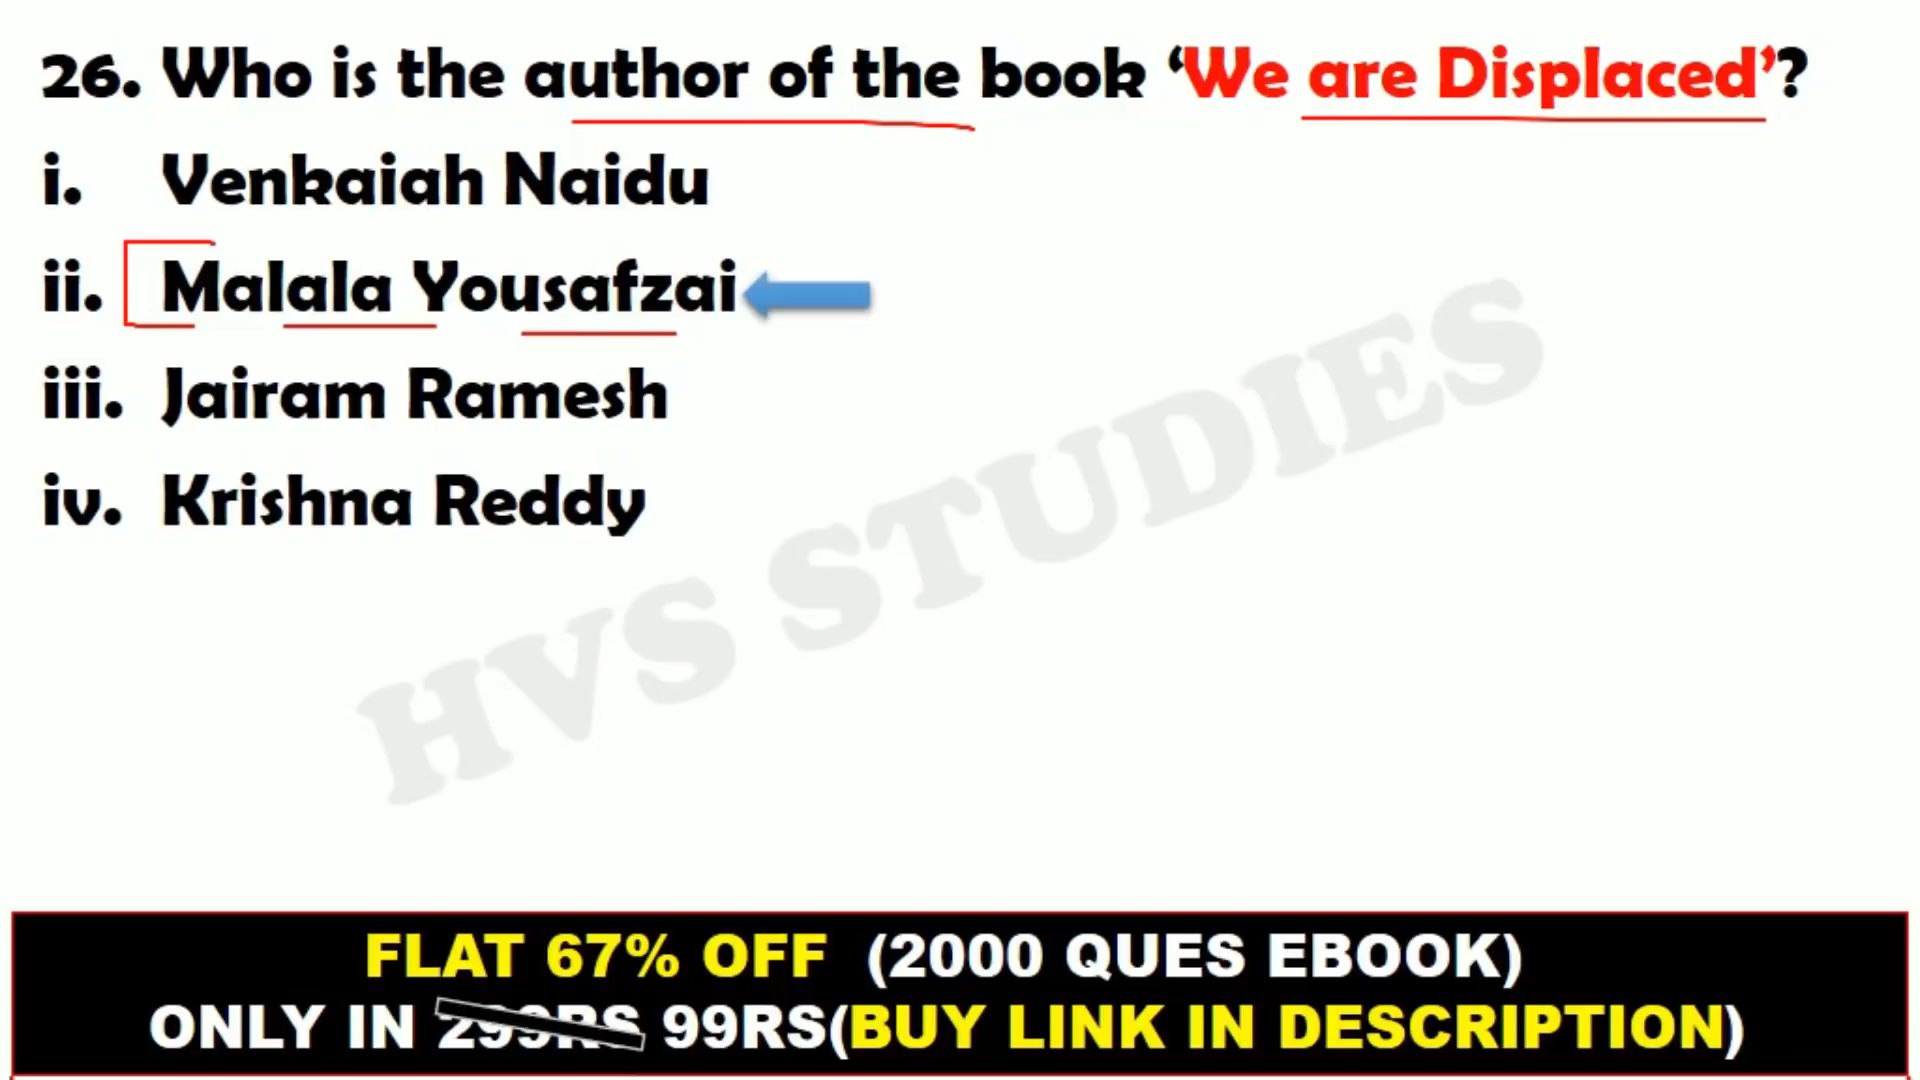 26. Who is the author of the book ‘We are Displaced’?
i. Venkaiah Naidu
ii. Malala Yousafzai
iii. Jairam Ramesh
iv. Krishna Reddy
HVS STUDIES
FLAT 67% OFF (2000 QUES EBOOK)
ONLY IN 299RS 99RS(BUY LINK IN DESCRIPTION)